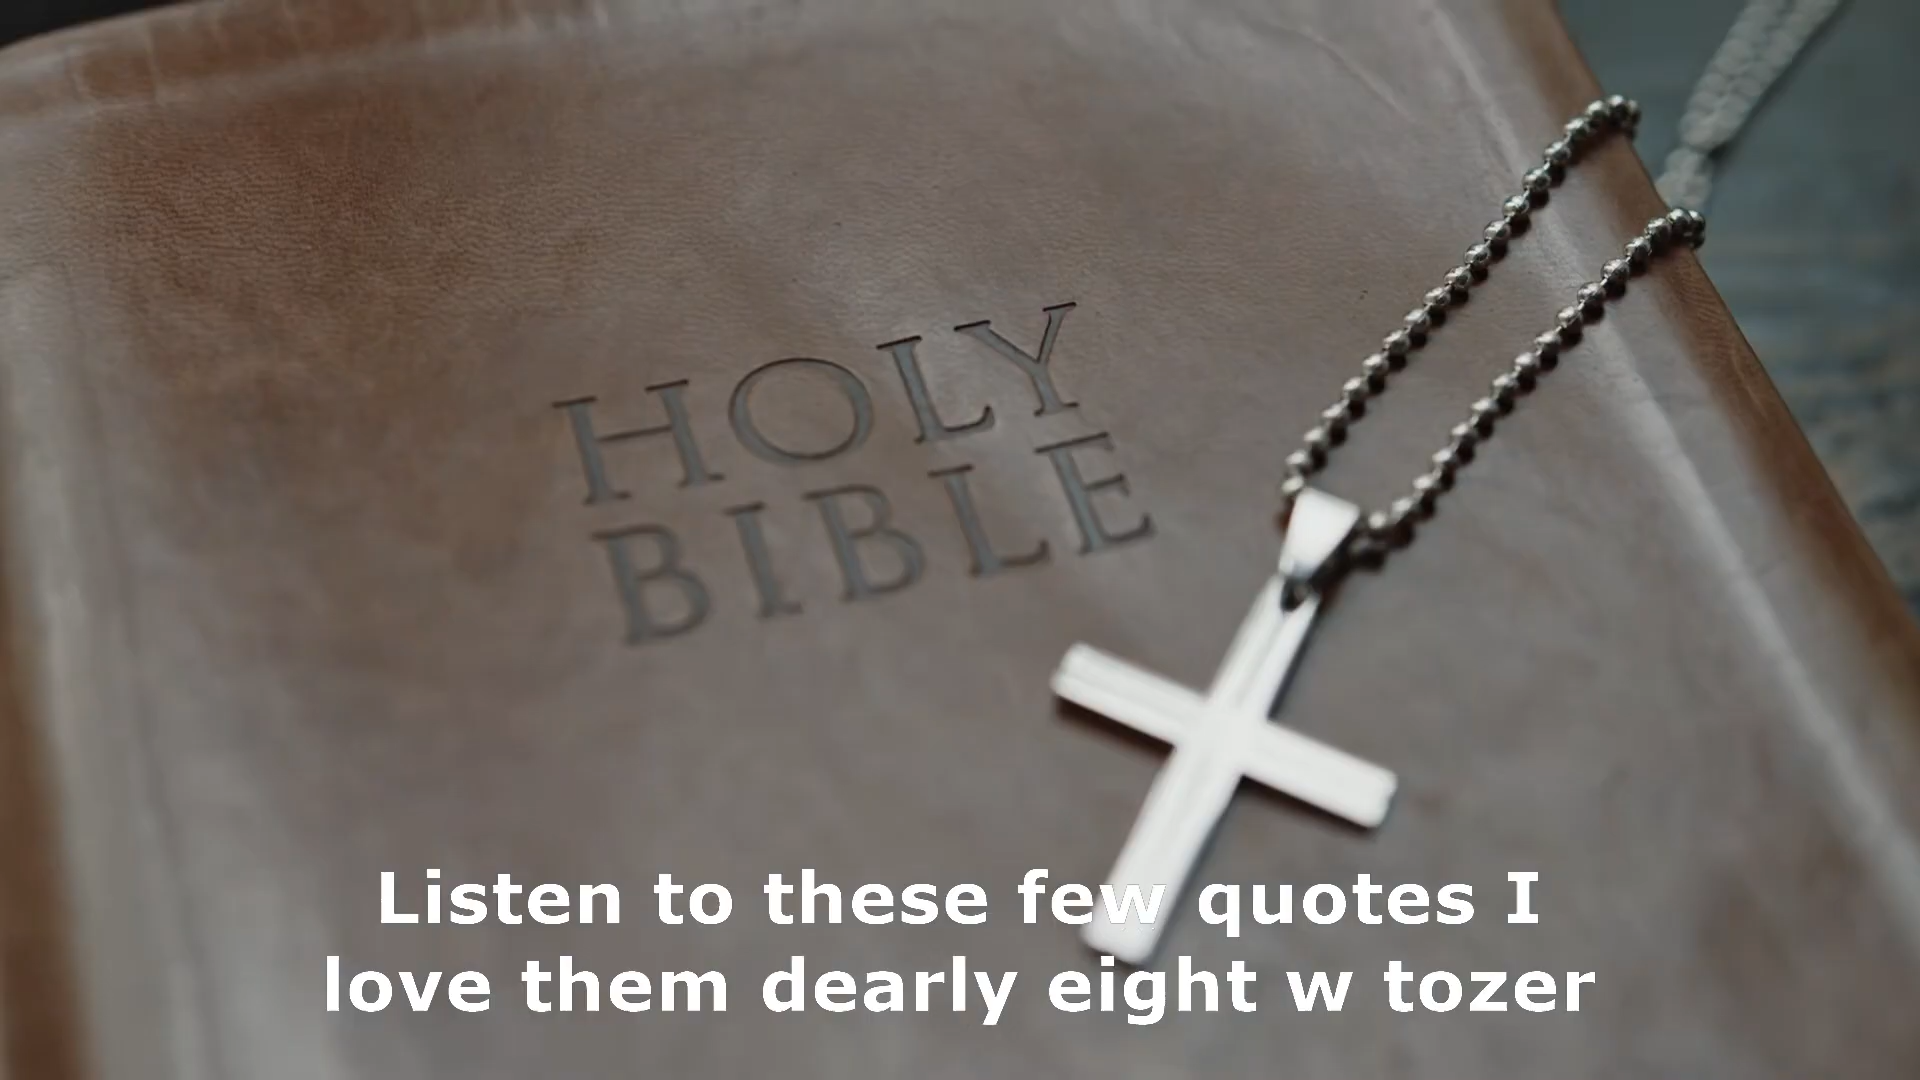 HOLY
BIBLE
Listen to these few quotes I
love them dearly eight w tozer